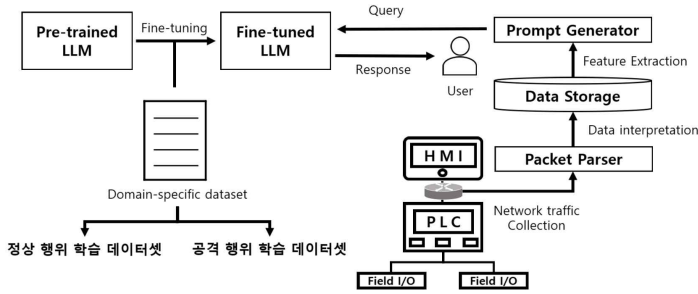 Pre-trained
LLM
Fine-tuning
Fine-tuned
LLM
Query
Response
User
Prompt Generator
Feature Extraction
Data Storage
Data interpretation
Packet Parser
HMI
Network traffic
Collection
PLC
Field I/O
Field I/O
Domain-specific dataset
정상 행위 학습 데이터셋
공격 행위 학습 데이터셋